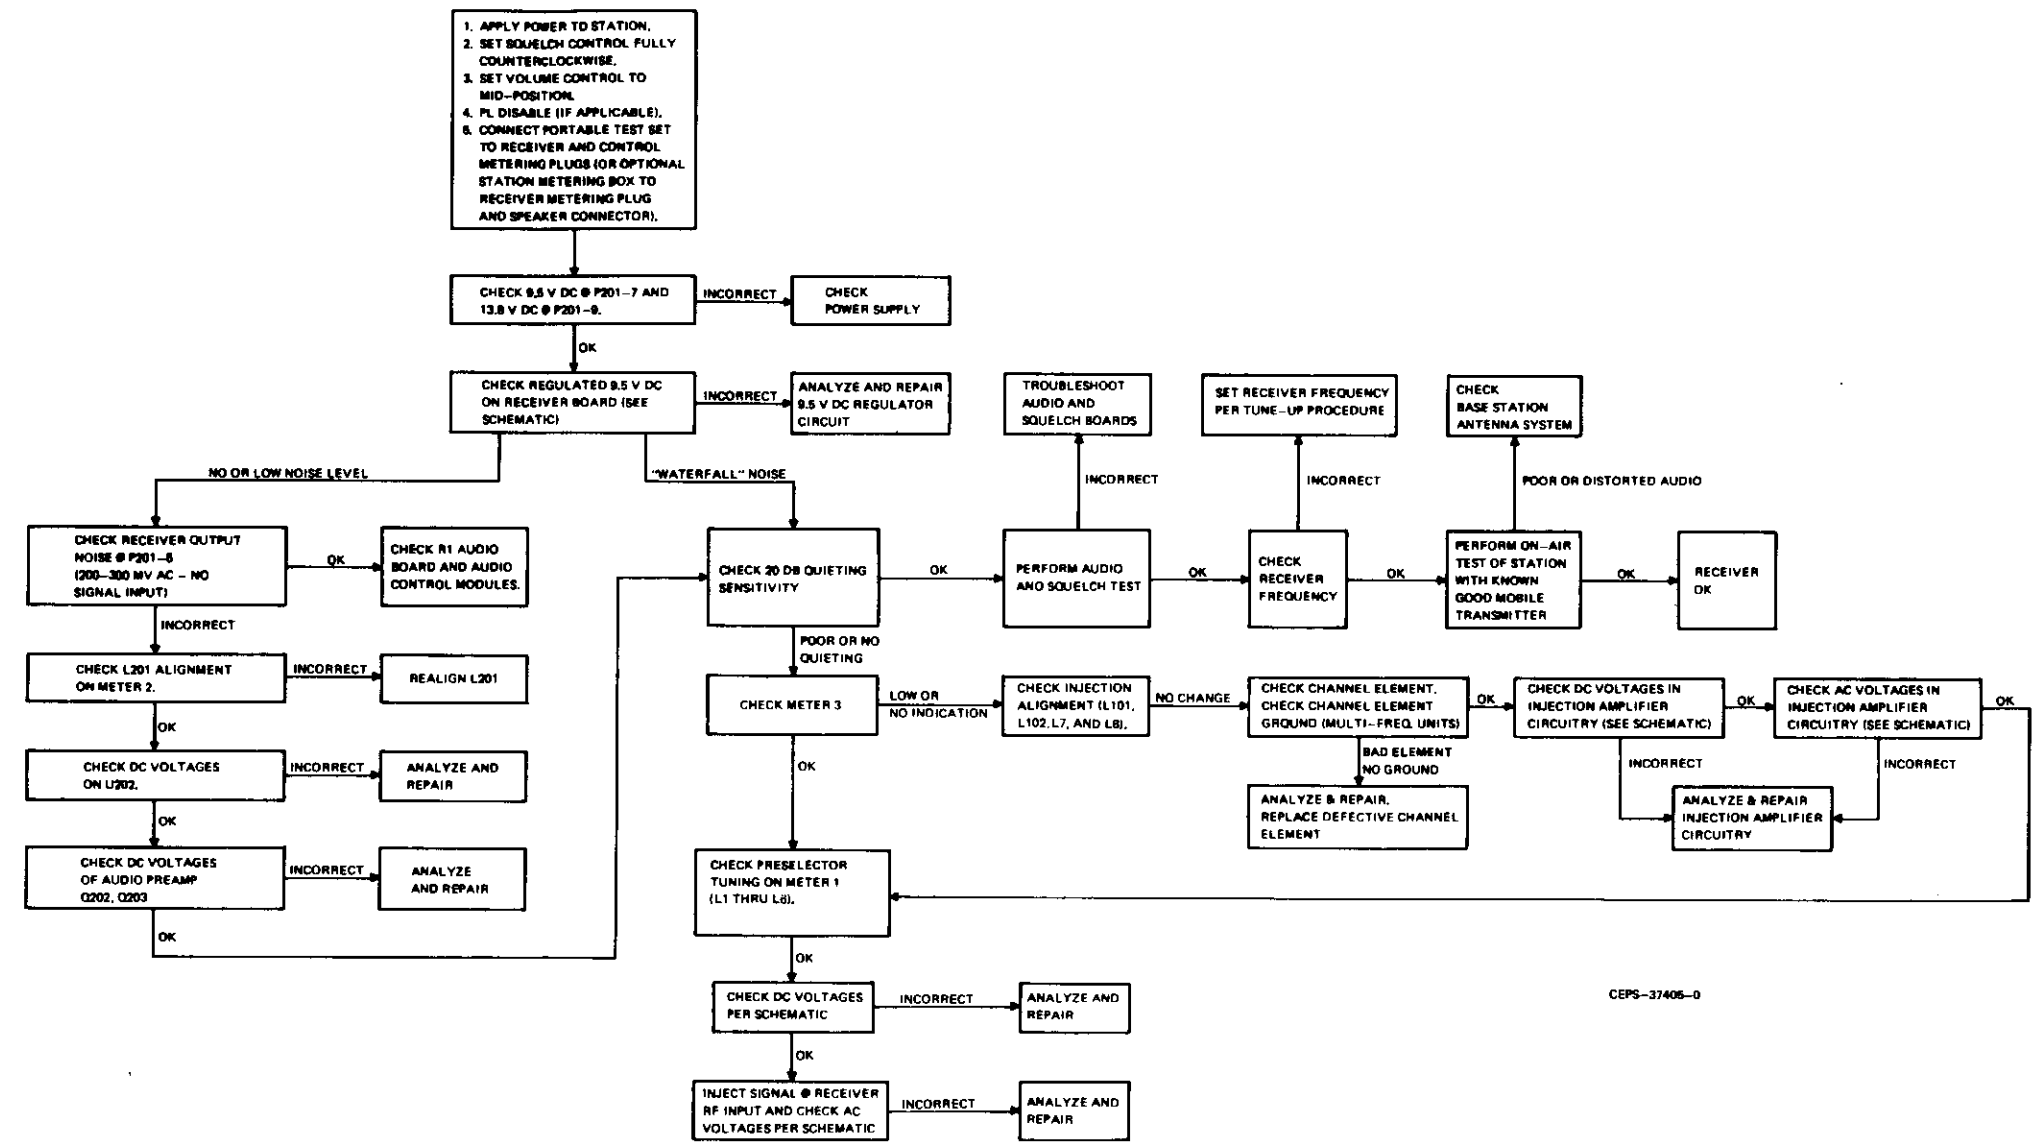 1. APPLY POWER TO STATION.
2. SET SQUELCH CONTROL FULLY
COUNTERCLOCKWISE.
3. SET VOLUME CONTROL TO
MID-POSITION.
4. PL DISABLE (IF APPLICABLE).
5. CONNECT PORTABLE TEST SET
TO RECEIVER AND CONTROL
METERING PLUGS (OR OPTIONAL
STATION METERING BOX TO
RECEIVER METERING PLUG
AND SPEAKER CONNECTOR).
CHECK 9.6 V DC @ P201-7 AND
13.8 V DC @ P201-9.
INCORRECT
CHECK
POWER SUPPLY
OK
CHECK REGULATED 9.5 V DC
ON RECEIVER BOARD (SEE
SCHEMATIC)
INCORRECT
ANALYZE AND REPAIR
9.5 V DC REGULATOR
CIRCUIT
TROUBLESHOOT
AUDIO AND
SQUELCH BOARDS
SET RECEIVER FREQUENCY
PER TUNE-UP PROCEDURE
CHECK
BASE STATION
ANTENNA SYSTEM
NO OR LOW NOISE LEVEL
"WATERFALL" NOISE
INCORRECT
INCORRECT
POOR OR DISTORTED AUDIO
CHECK RECEIVER OUTPUT
NOISE @ P201-5
(200-300 MV AC - NO
SIGNAL INPUT)
OK
CHECK R1 AUDIO
BOARD AND AUDIO
CONTROL MODULES.
CHECK 20 DB QUIETING
SENSITIVITY
OK
PERFORM AUDIO
AND SQUELCH TEST
OK
CHECK
RECEIVER
FREQUENCY
OK
PERFORM ON-AIR
TEST OF STATION
WITH KNOWN
GOOD MOBILE
TRANSMITTER
OK
RECEIVER
OK
INCORRECT
POOR OR NO
QUIETING
CHECK L201 ALIGNMENT
ON METER 2.
INCORRECT
REALIGN L201
CHECK METER 3
LOW OR
NO INDICATION
CHECK INJECTION
ALIGNMENT (L101,
L102, L7, AND L8).
NO CHANGE
CHECK CHANNEL ELEMENT.
CHECK CHANNEL ELEMENT
GROUND (MULTI-FREQ. UNITS)
OK
CHECK DC VOLTAGES IN
INJECTION AMPLIFIER
CIRCUITRY (SEE SCHEMATIC)
OK
CHECK AC VOLTAGES IN
INJECTION AMPLIFIER
CIRCUITRY (SEE SCHEMATIC)
OK
OK
OK
BAD ELEMENT
NO GROUND
INCORRECT
INCORRECT
CHECK DC VOLTAGES
ON U202.
INCORRECT
ANALYZE AND
REPAIR
ANALYZE & REPAIR.
REPLACE DEFECTIVE CHANNEL
ELEMENT
ANALYZE & REPAIR
INJECTION AMPLIFIER
CIRCUITRY
OK
CHECK DC VOLTAGES
OF AUDIO PREAMP
Q202, Q203
INCORRECT
ANALYZE
AND REPAIR
CHECK PRESELECTOR
TUNING ON METER 1
(L1 THRU L6).
OK
OK
CHECK DC VOLTAGES
PER SCHEMATIC
INCORRECT
ANALYZE AND
REPAIR
CEPS-37405-0
OK
INJECT SIGNAL @ RECEIVER
RF INPUT AND CHECK AC
VOLTAGES PER SCHEMATIC
INCORRECT
ANALYZE AND
REPAIR